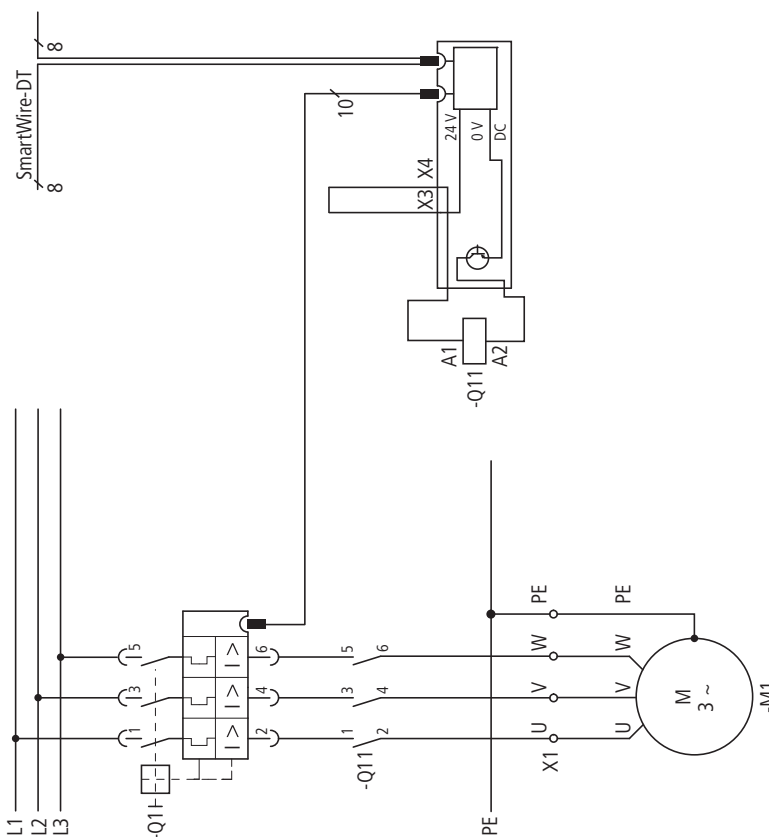 SmartWire-DT
8
8
10
24 V
0 V
DC
X3
X4
A1
A2
-Q11
L1
L2
L3
1
3
5
-Q1
I>
I>
I>
2
4
6
1
3
5
-Q11
2
4
6
PE
X1
U
V
W
PE
U
V
W
PE
M
3 ~
-M1